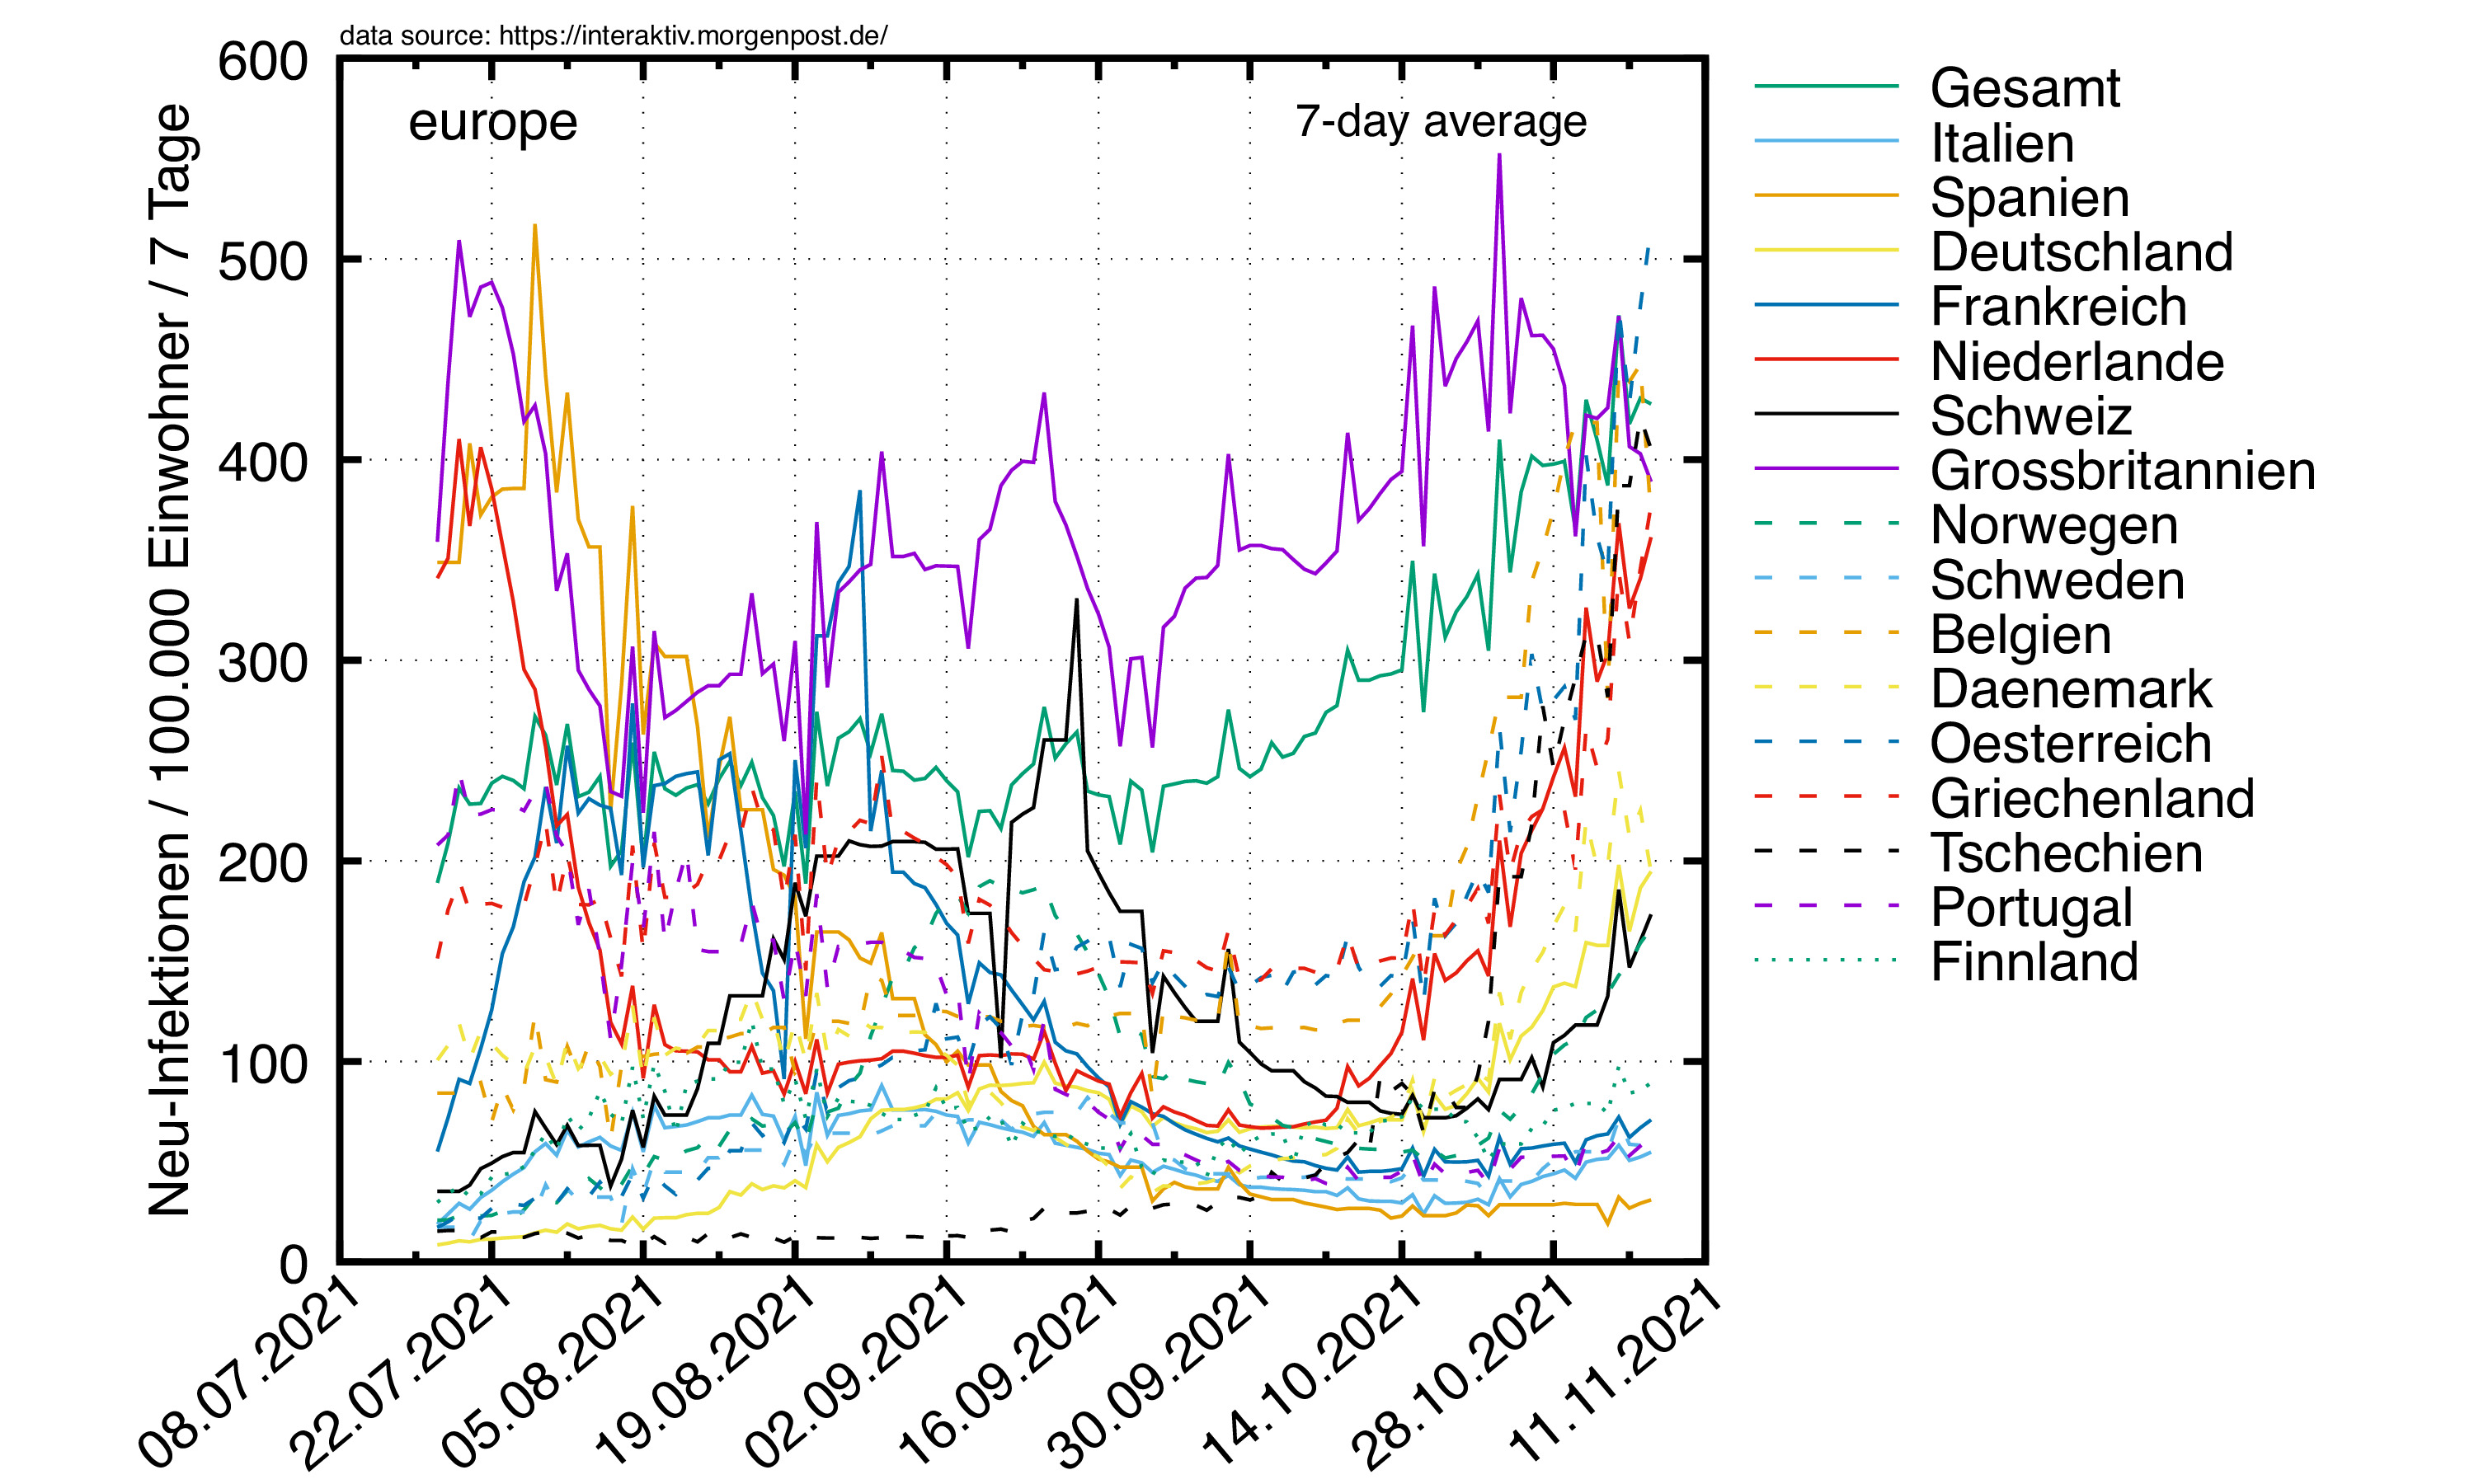 data source: https://interaktiv.morgenpost.de/
europe
7-day average
Neu-Infektionen / 100.000 Einwohner / 7 Tage
600
500
400
300
200
100
0
08.07.2021
22.07.2021
05.08.2021
19.08.2021
02.09.2021
16.09.2021
30.09.2021
14.10.2021
28.10.2021
11.11.2021
Gesamt
Italien
Spanien
Deutschland
Frankreich
Niederlande
Schweiz
Grossbritannien
Norwegen
Schweden
Belgien
Daenemark
Oesterreich
Griechenland
Tschechien
Portugal
Finnland